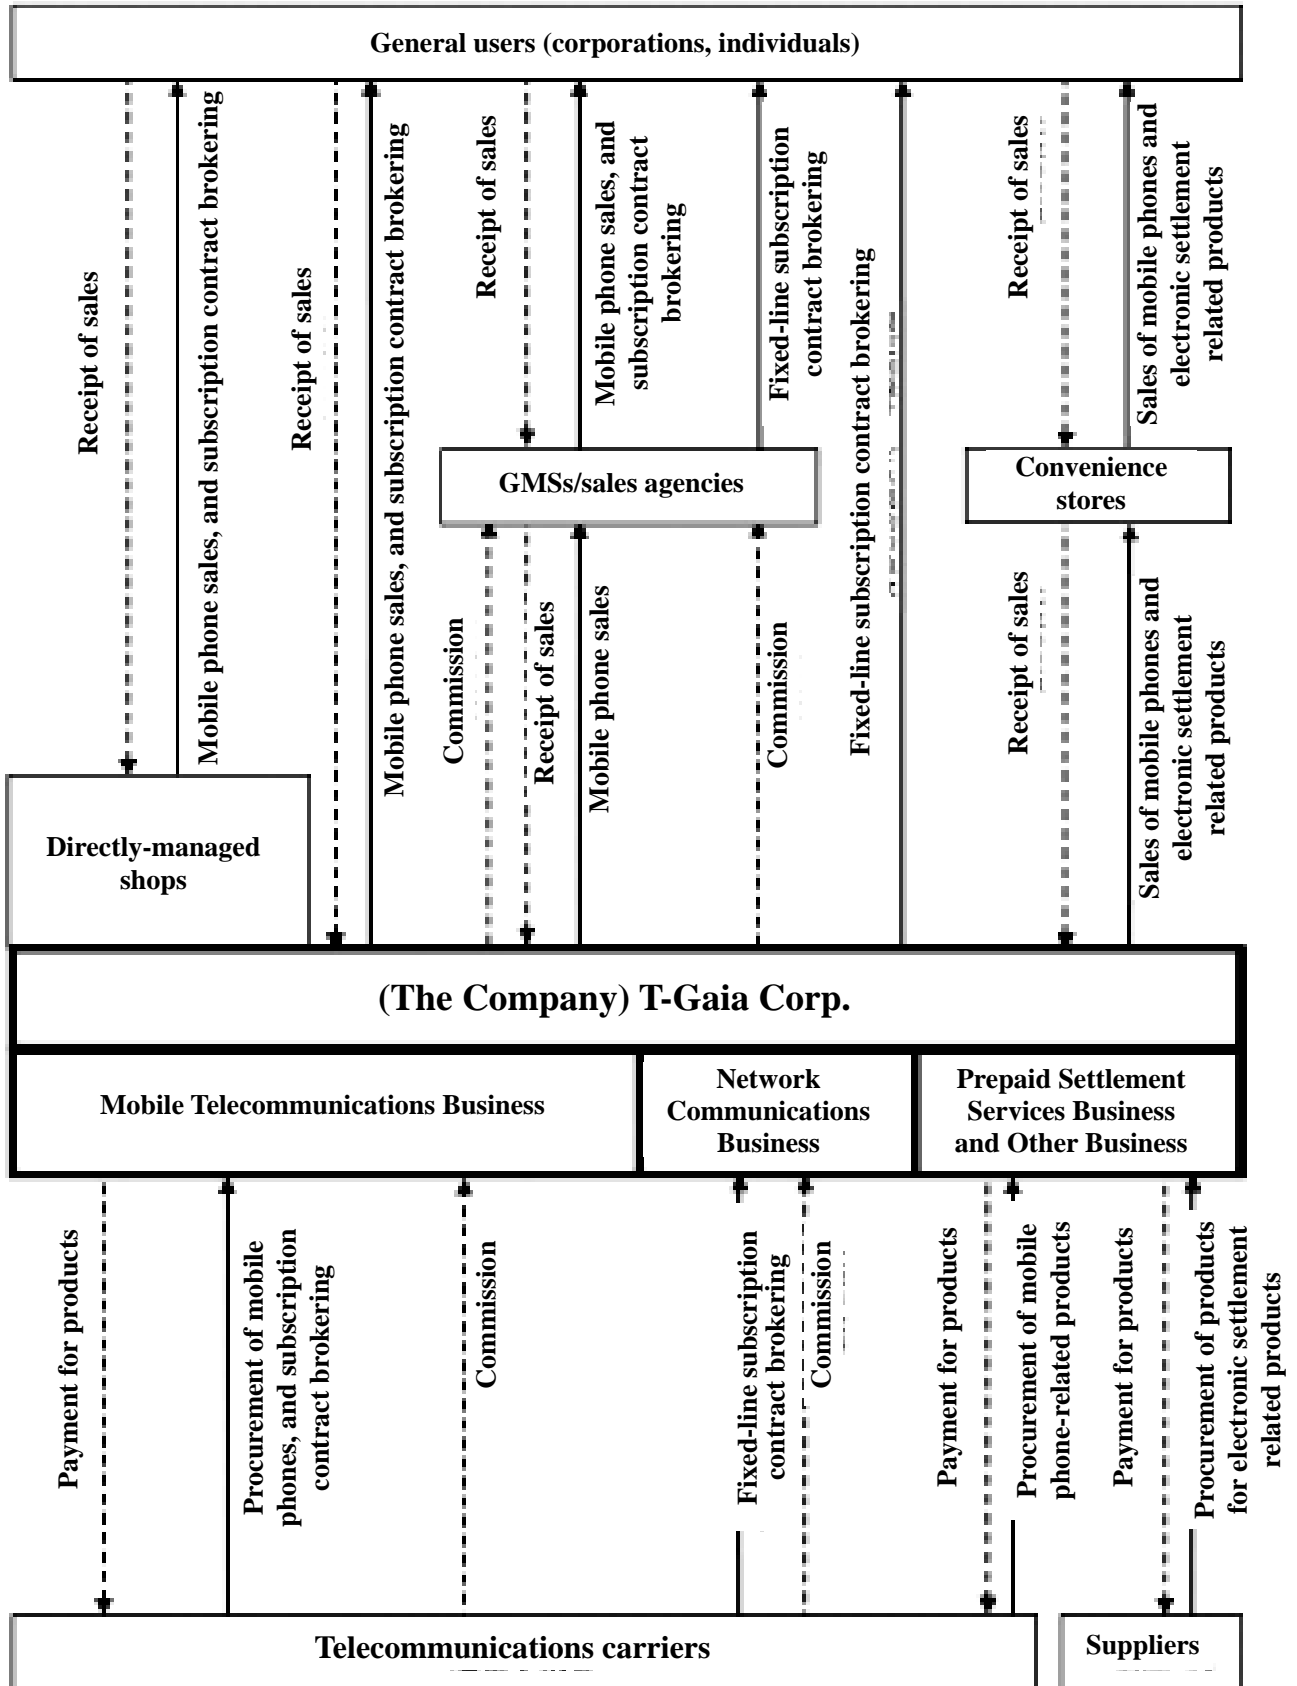 General users (corporations, individuals)
Receipt of sales
Mobile phone sales, and subscription contract brokering
Receipt of sales
Mobile phone sales, and subscription contract brokering
Receipt of sales
Mobile phone sales, and
subscription contract
brokering
Fixed-line subscription
contract brokering
Fixed-line subscription contract brokering
Receipt of sales
Sales of mobile phones and
electronic settlement
related products
GMSs/sales agencies
Convenience
stores
Commission
Receipt of sales
Mobile phone sales
Commission
Receipt of sales
Sales of mobile phones and
electronic settlement
related products
Directly-managed
shops
(The Company) T-Gaia Corp.
Mobile Telecommunications Business
Network
Communications
Business
Prepaid Settlement
Services Business
and Other Business
Payment for products
Procurement of mobile
phones, and subscription
contract brokering
Commission
Fixed-line subscription
contract brokering
Commission
Payment for products
Procurement of mobile
phone-related products
Payment for products
Procurement of products
for electronic settlement
related products
Telecommunications carriers
Suppliers